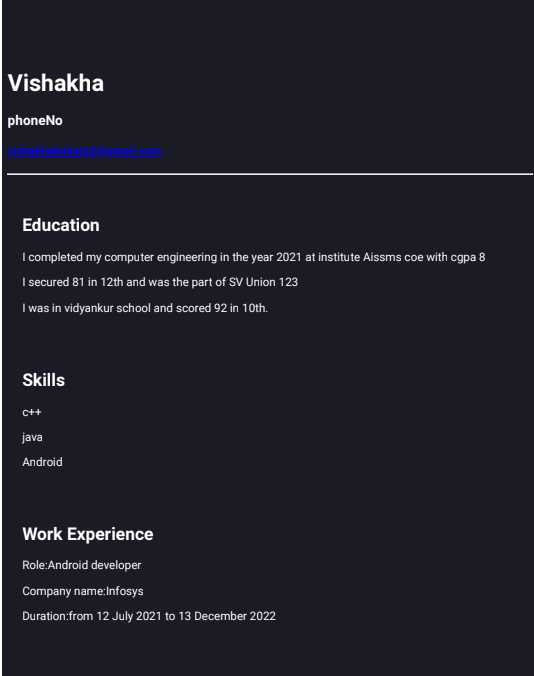 Vishakha
phoneNo
Education
I completed my computer engineering in the year 2021 at institute Aissms coe with cgpa 8
I secured 81 in 12th and was the part of SV Union 123
I was in vidyankur school and scored 92 in 10th.
Skills
c++
java
Android
Work Experience
Role:Android developer
Company name:Infosys
Duration:from 12 July 2021 to 13 December 2022